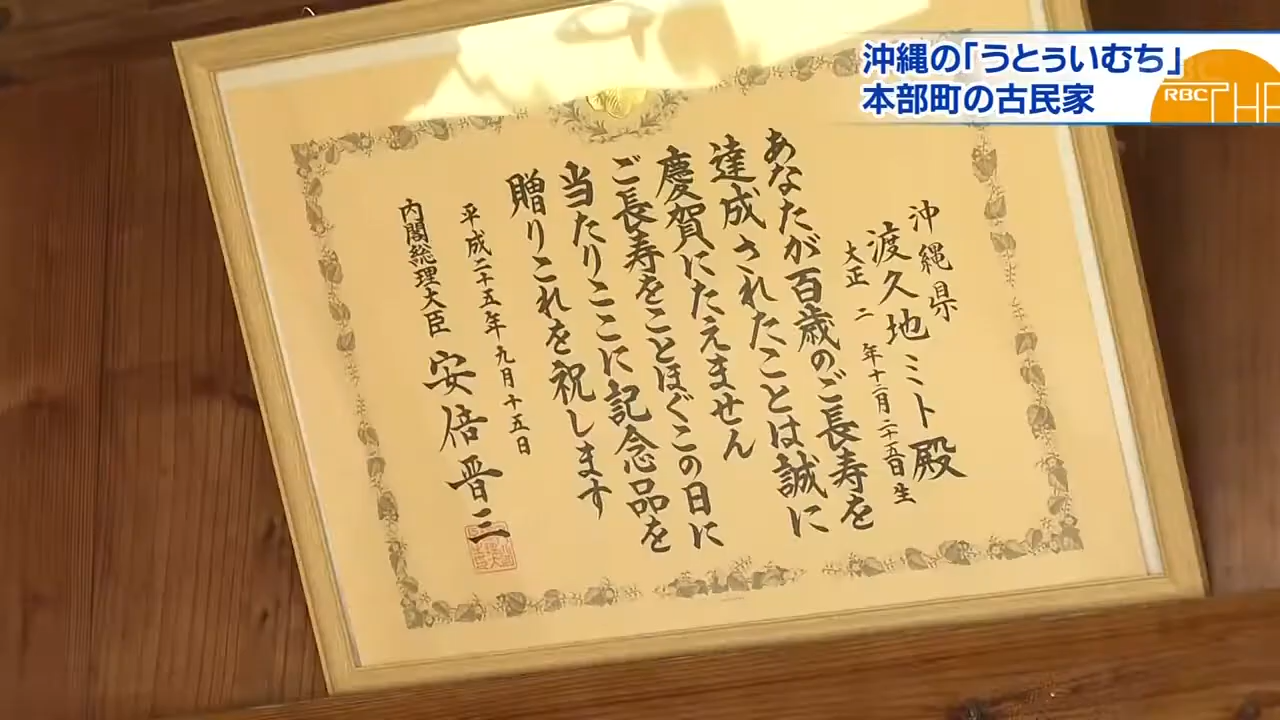 沖縄の「うとぅいむち」
本部町の古民家
RBC THE
沖縄県
渡久地ミト殿
大正二年十二月二十五日生
あなたが百歳のご長寿を
達成されたことは誠に
慶賀にたえません
ご長寿をことほぐこの日に
当たりここに記念品を
贈りこれを祝します
平成二十五年九月十五日
内閣総理大臣 安倍晋三